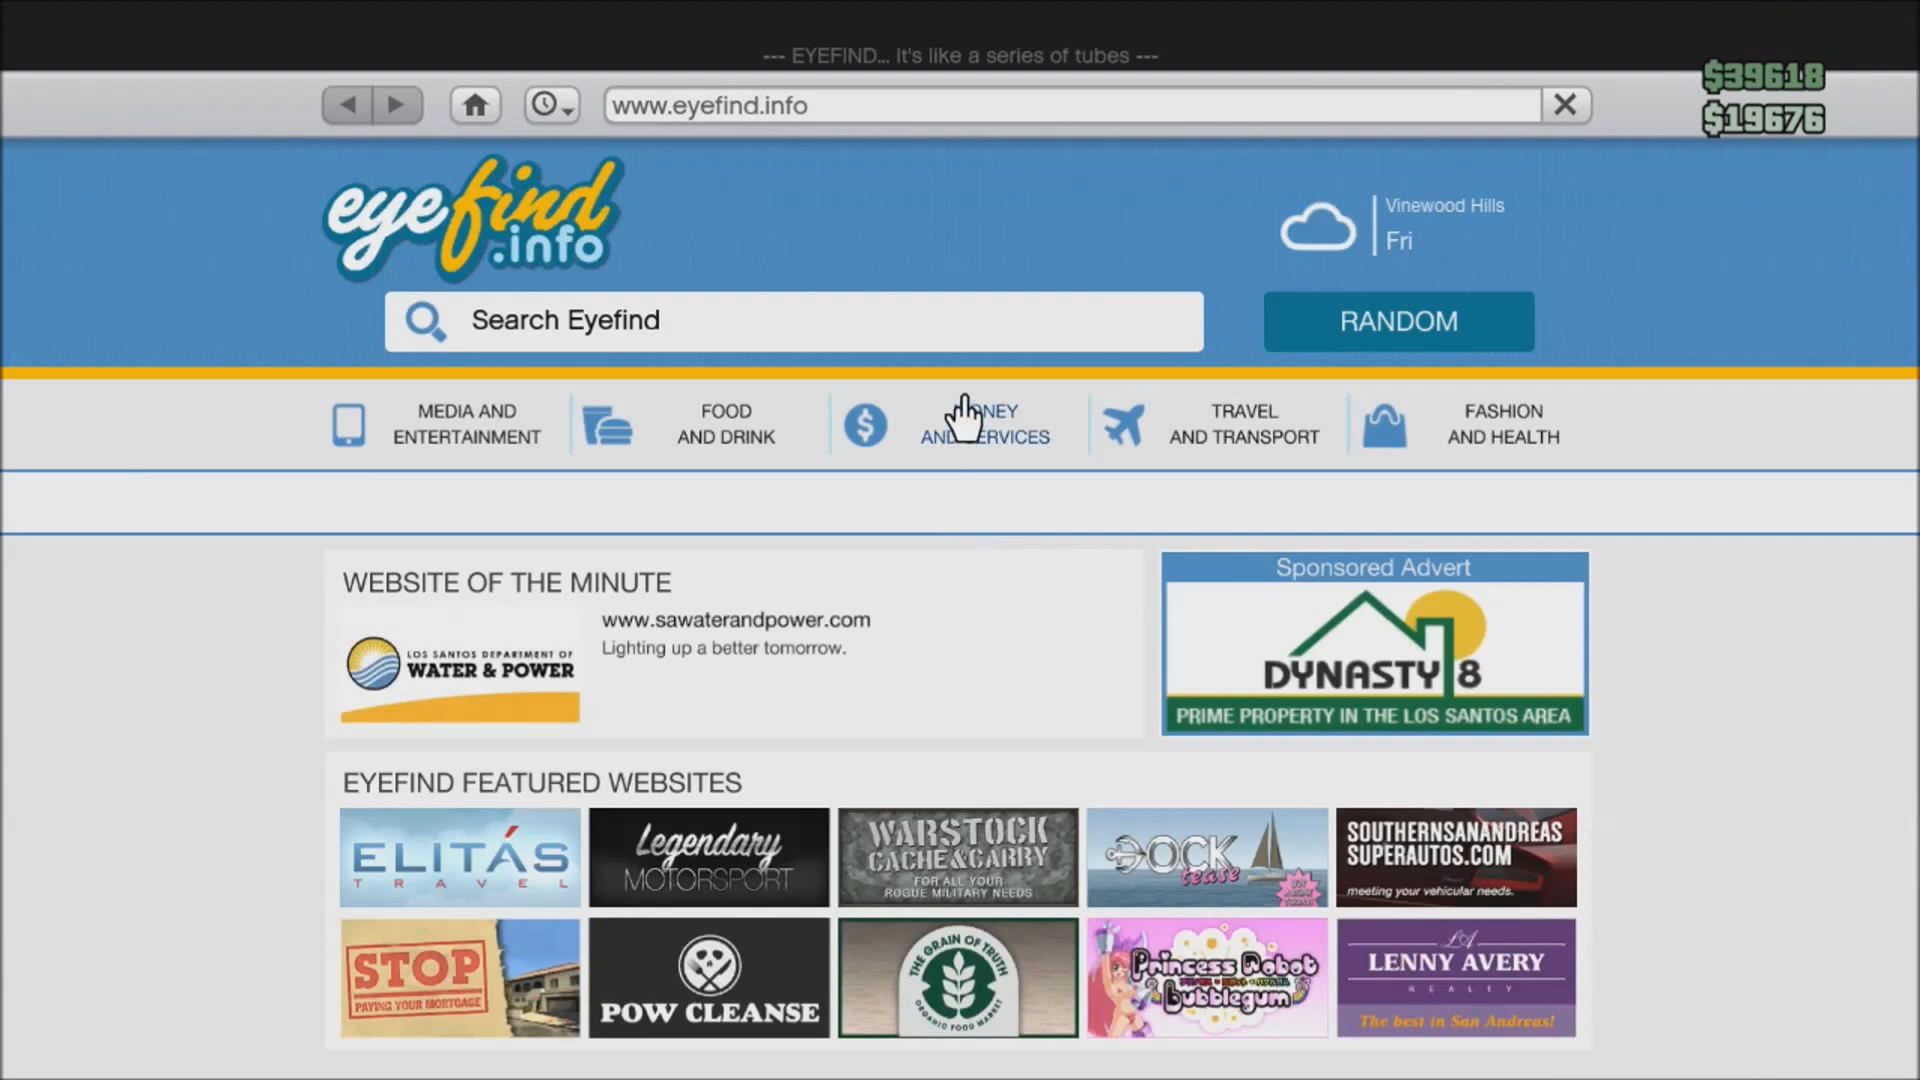 --- EYEFIND... It's like a series of tubes ---
$39618
www.eyefind.info
$19676
eyefind
.info
Vinewood Hills
Fri
Search Eyefind
RANDOM
MEDIA AND
ENTERTAINMENT
FOOD
AND DRINK
AND SERVICES
TRAVEL
AND TRANSPORT
FASHION
AND HEALTH
WEBSITE OF THE MINUTE
www.sawaterandpower.com
Lighting up a better tomorrow.
LOS SANTOS DEPARTMENT OF
WATER & POWER
Sponsored Advert
DYNASTY 8
PRIME PROPERTY IN THE LOS SANTOS AREA
EYEFIND FEATURED WEBSITES
ELITÁS
TRAVEL
Legendary
MOTORSPORT
WARSTOCK
CACHE & CARRY
FOR ALL YOUR
ROGUE MILITARY NEEDS
DOCK
tease
SOUTHERNSANANDREAS
SUPERAUTOS.COM
meeting your vehicular needs.
STOP
PAYING YOUR MORTGAGE
POW CLEANSE
THE GRAIN OF TRUTH
ORGANIC FOOD MARKET
Princess Robot
Bubblegum
LA
LENNY AVERY
REALTY
The best in San Andreas!